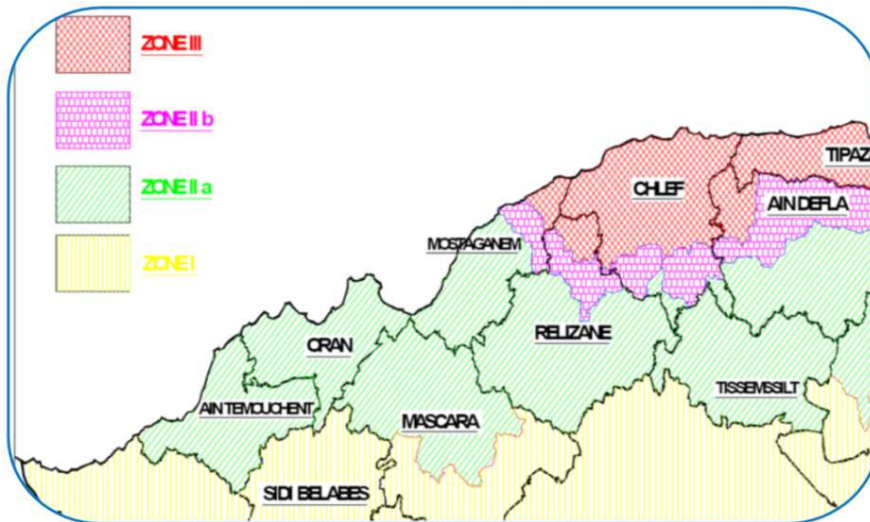 ZONE III
ZONE II b
ZONE II a
ZONE I
TIPAZ
CHLEF
AIN DEFLA
MOSTAGANEM
RELIZANE
ORAN
TISSEMSSILT
AIN TEMOUCHENT
MASCARA
SIDI BELABES